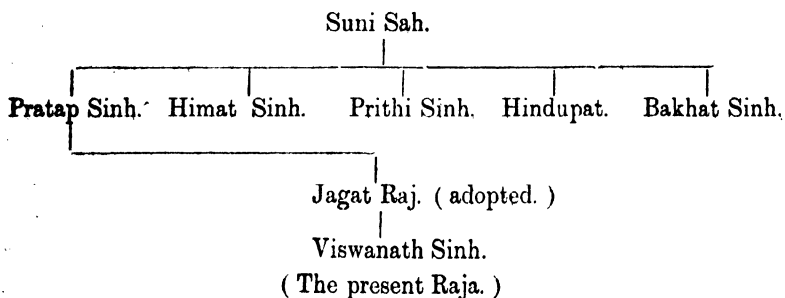 Suni Sah.
Pratap Sinh. Himat Sinh. Prithi Sinh. Hindupat. Bakhat Sinh.
Jagat Raj. ( adopted. )
Viswanath Sinh.
( The present Raja. )